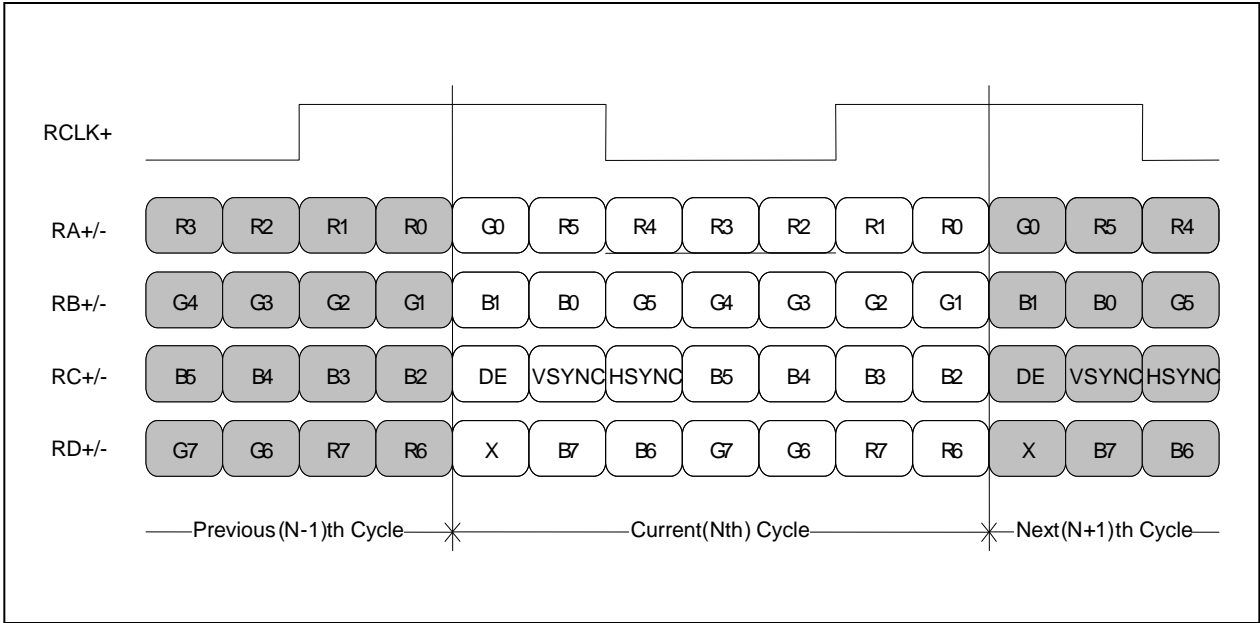 RCLK+
RA+/- R3 R2 R1 R0 G0 R5 R4 R3 R2 R1 R0 G0 R5 R4
RB+/- G4 G3 G2 G1 B1 B0 G5 G4 G3 G2 G1 B1 B0 G5
RC+/- B5 B4 B3 B2 DE VSYNC HSYNC B5 B4 B3 B2 DE VSYNC HSYNC
RD+/- G7 G6 R7 R6 X B7 B6 G7 G6 R7 R6 X B7 B6
Previous(N-1)th Cycle Current(Nth) Cycle Next(N+1)th Cycle